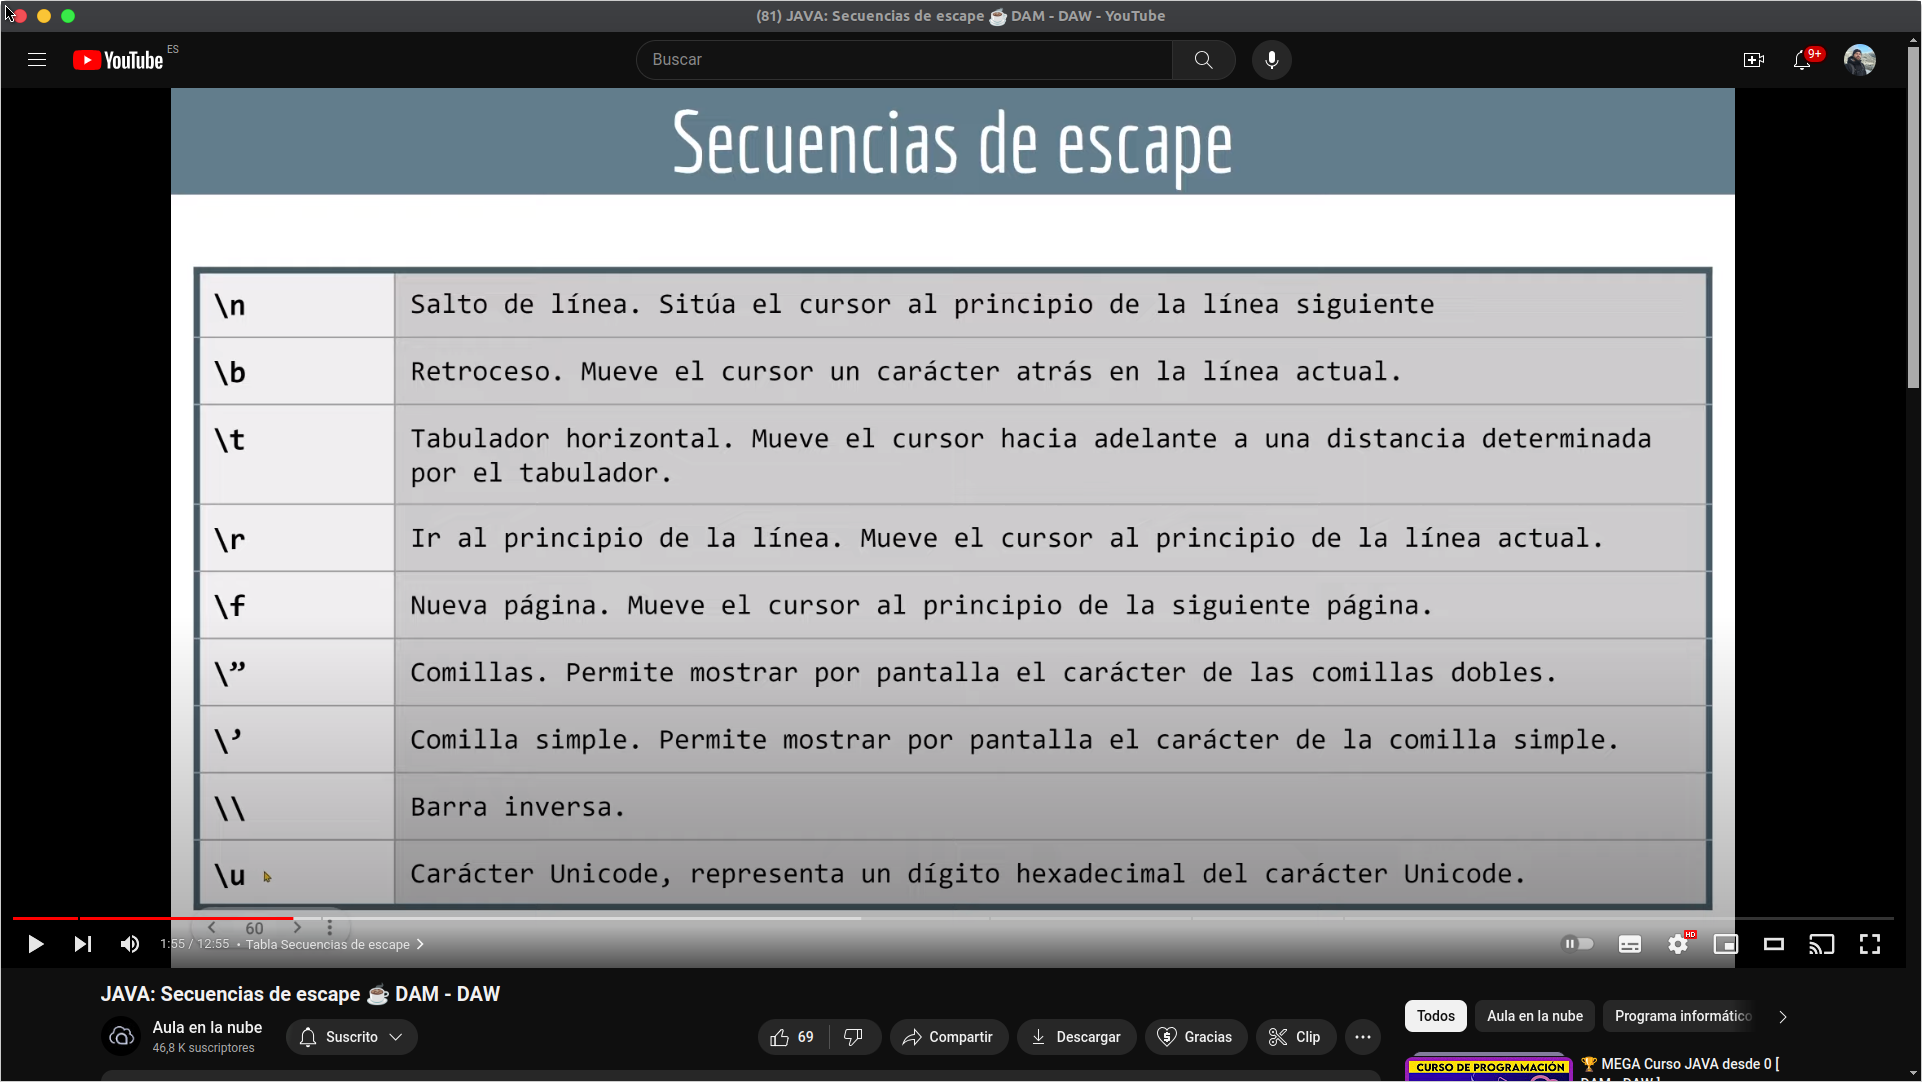 (81) JAVA: Secuencias de escape ☕ DAM - DAW - YouTube
YouTube ES
Buscar
9+
Secuencias de escape
\n Salto de línea. Sitúa el cursor al principio de la línea siguiente
\b Retroceso. Mueve el cursor un carácter atrás en la línea actual.
\t Tabulador horizontal. Mueve el cursor hacia adelante a una distancia determinada
por el tabulador.
\r Ir al principio de la línea. Mueve el cursor al principio de la línea actual.
\f Nueva página. Mueve el cursor al principio de la siguiente página.
\” Comillas. Permite mostrar por pantalla el carácter de las comillas dobles.
\’ Comilla simple. Permite mostrar por pantalla el carácter de la comilla simple.
\\ Barra inversa.
\u Carácter Unicode, representa un dígito hexadecimal del carácter Unicode.
60
1:55 / 12:55 • Tabla Secuencias de escape
HD
JAVA: Secuencias de escape ☕ DAM - DAW
Aula en la nube
46,8 K suscriptores
Suscrito
69
Compartir
Descargar
Gracias
Clip
Todos
Aula en la nube
Programa informático
CURSO DE PROGRAMACIÓN
🏆 MEGA Curso JAVA desde 0 [
DAM - DAW ]